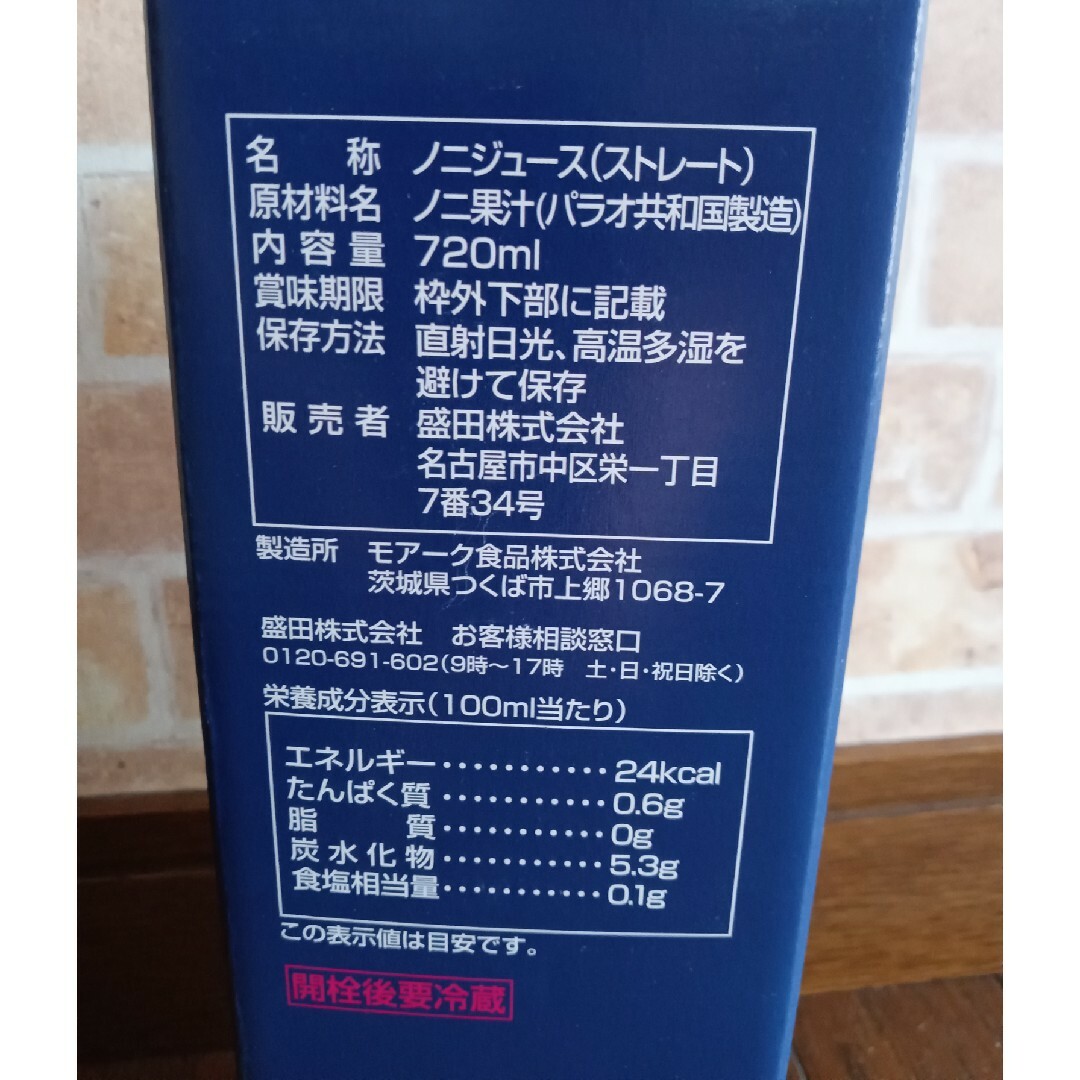 名称 ノニジュース(ストレート)
原材料名 ノニ果汁(パラオ共和国製造)
内容量 720ml
賞味期限 枠外下部に記載
保存方法 直射日光、高温多湿を
避けて保存
販売者 盛田株式会社
名古屋市中区栄一丁目
7番34号
製造所 モアーク食品株式会社
茨城県つくば市上郷1068-7
盛田株式会社 お客様相談窓口
0120-691-602(9時~17時 土・日・祝日除く)
栄養成分表示(100ml当たり)
エネルギー・・・・・・・・・・・24kcal
たんぱく質・・・・・・・・・・・0.6g
脂質・・・・・・・・・・・0g
炭水化物・・・・・・・・・・・5.3g
食塩相当量・・・・・・・・・・・0.1g
この表示値は目安です。
開栓後要冷蔵